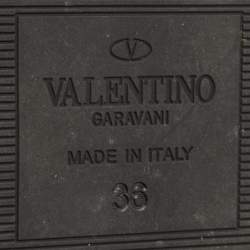 V
VALENTINO
GARAVANI
MADE IN ITALY
36